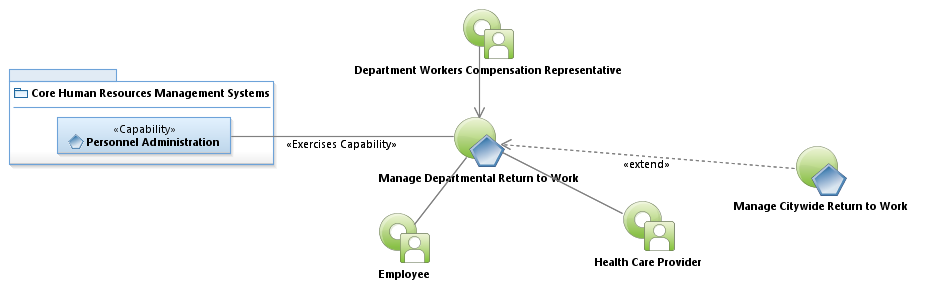 Department Workers Compensation Representative
Core Human Resources Management Systems
«Capability»
Personnel Administration
«Exercises Capability»
Manage Departmental Return to Work
«extend»
Manage Citywide Return to Work
Employee
Health Care Provider